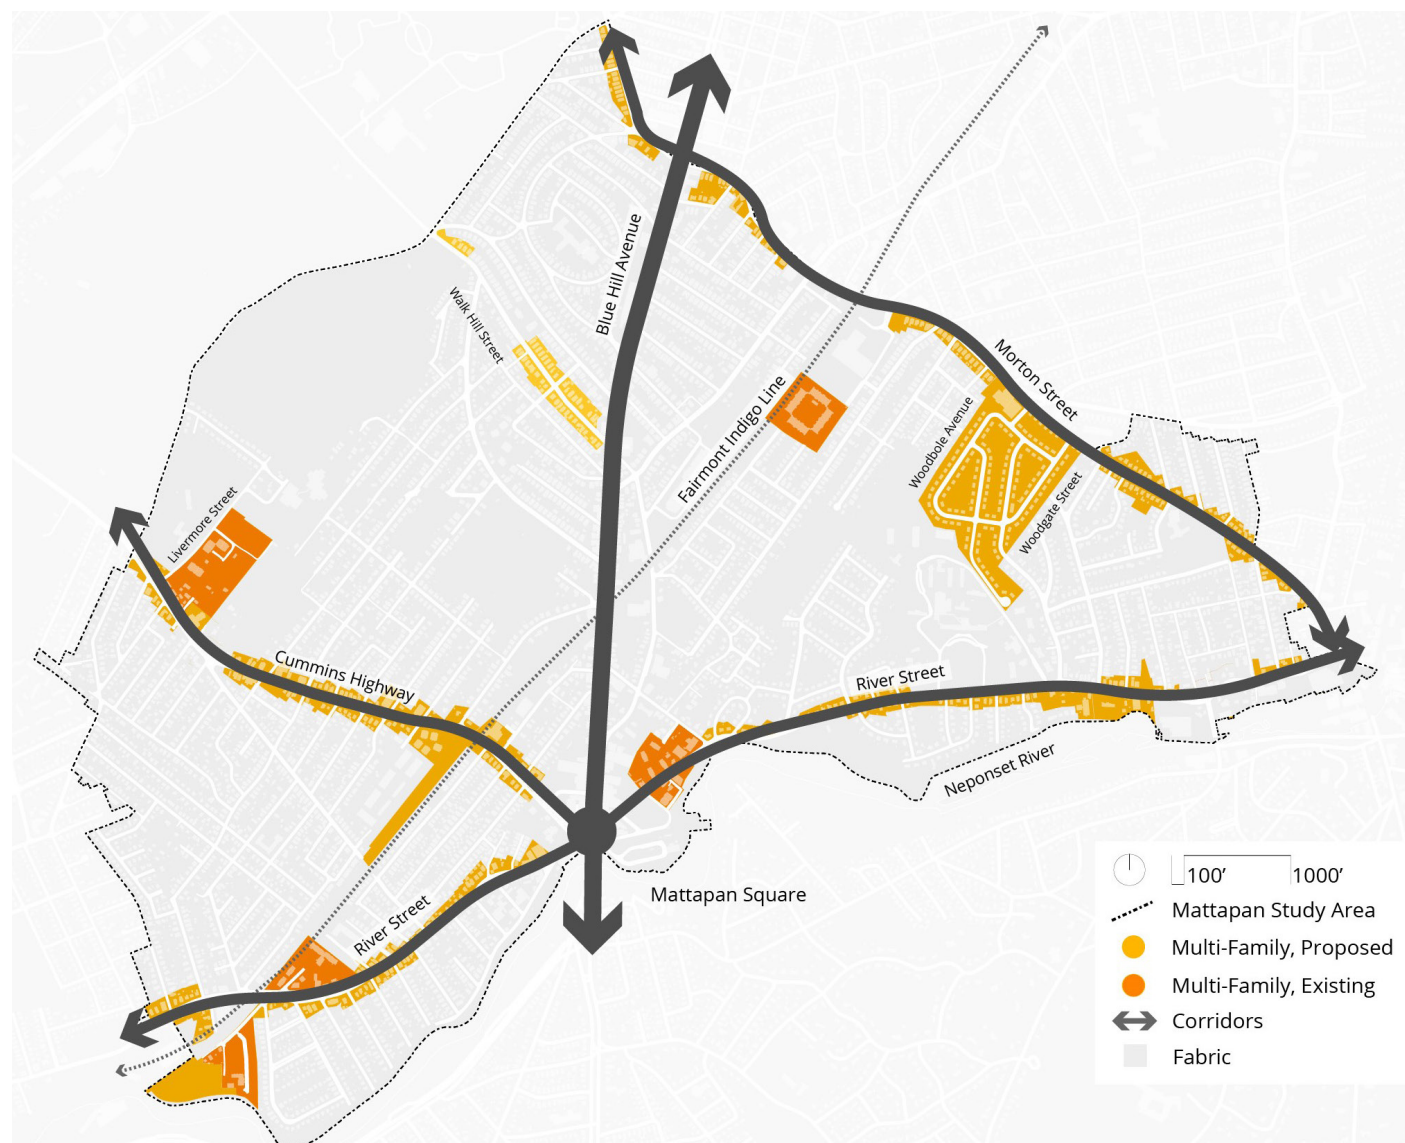 Blue Hill Avenue
Walk Hill Street
Morton Street
Fairmont Indigo Line
Woodbole Avenue
Woodgate Street
Livermore Street
Cummins Highway
River Street
Neponset River
Mattapan Square
River Street
100’ 1000’
Mattapan Study Area
Multi-Family, Proposed
Multi-Family, Existing
Corridors
Fabric